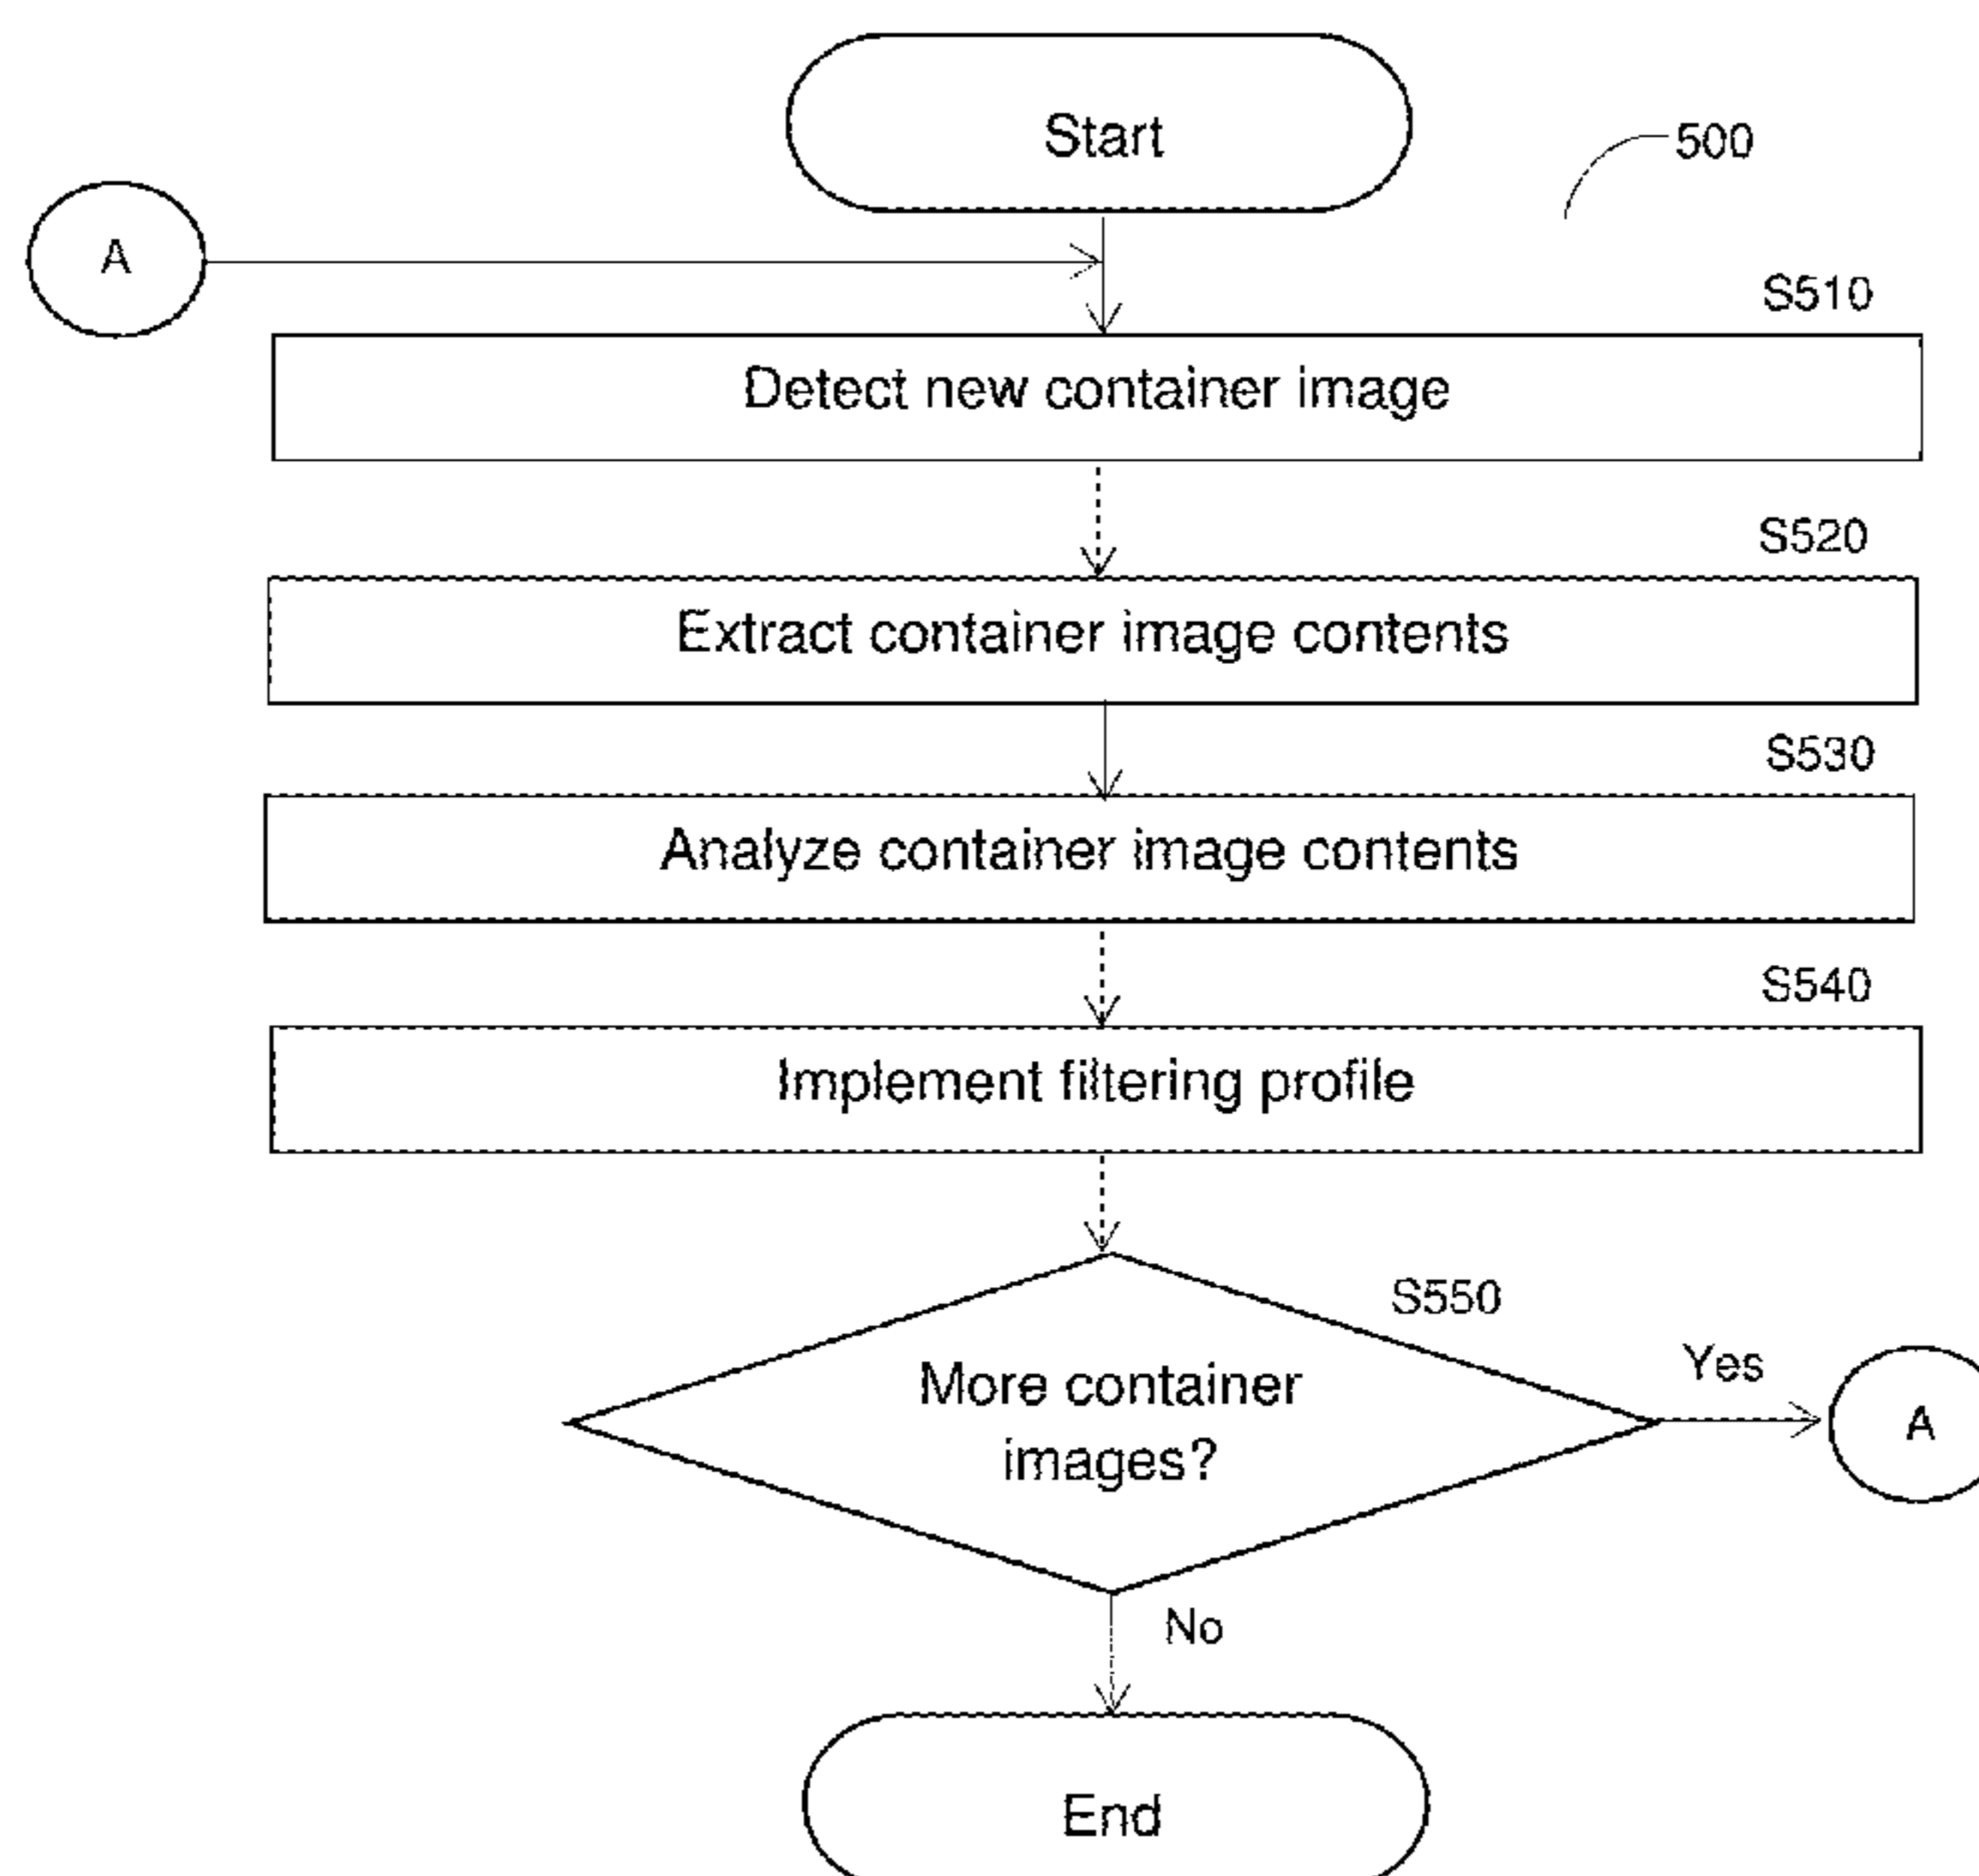 Start
500
A
S510
Detect new container image
S520
Extract container image contents
S530
Analyze container image contents
S540
Implement filtering profile
S550
More container
images?
Yes
A
No
End